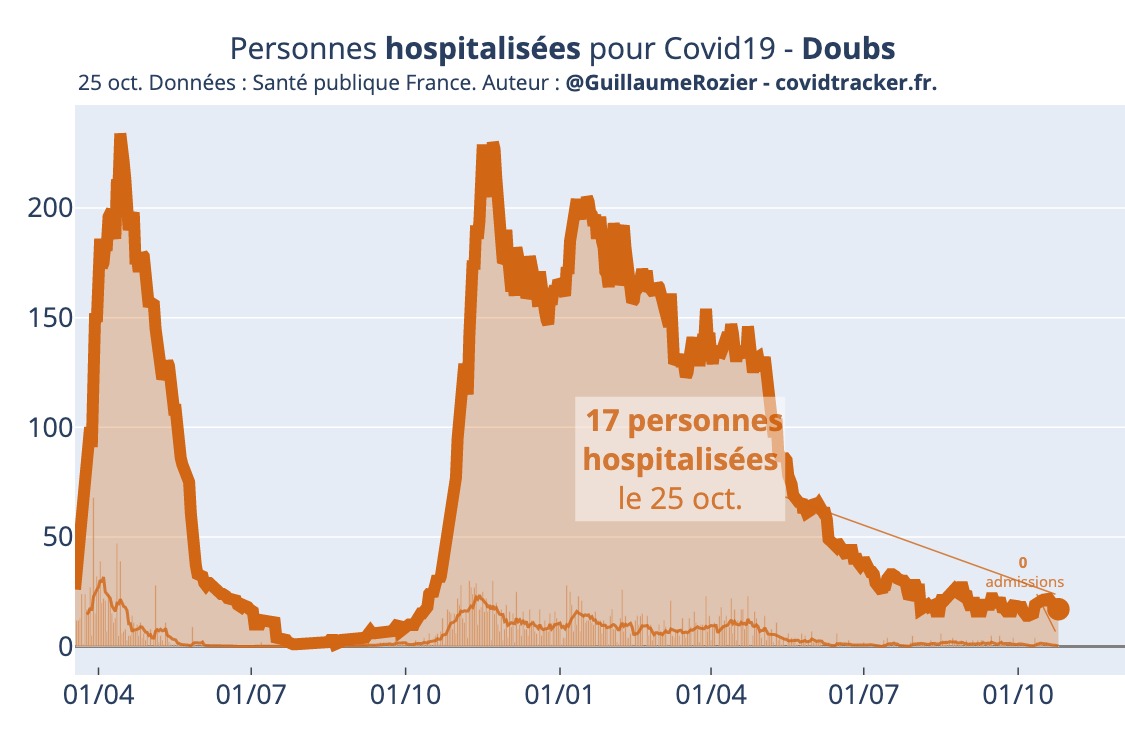 Personnes hospitalisées pour Covid19 - Doubs
25 oct. Données : Santé publique France. Auteur : @GuillaumeRozier - covidtracker.fr.
200
150
100
50
0
17 personnes
hospitalisées
le 25 oct.
0
admissions
01/04
01/07
01/10
01/01
01/04
01/07
01/10